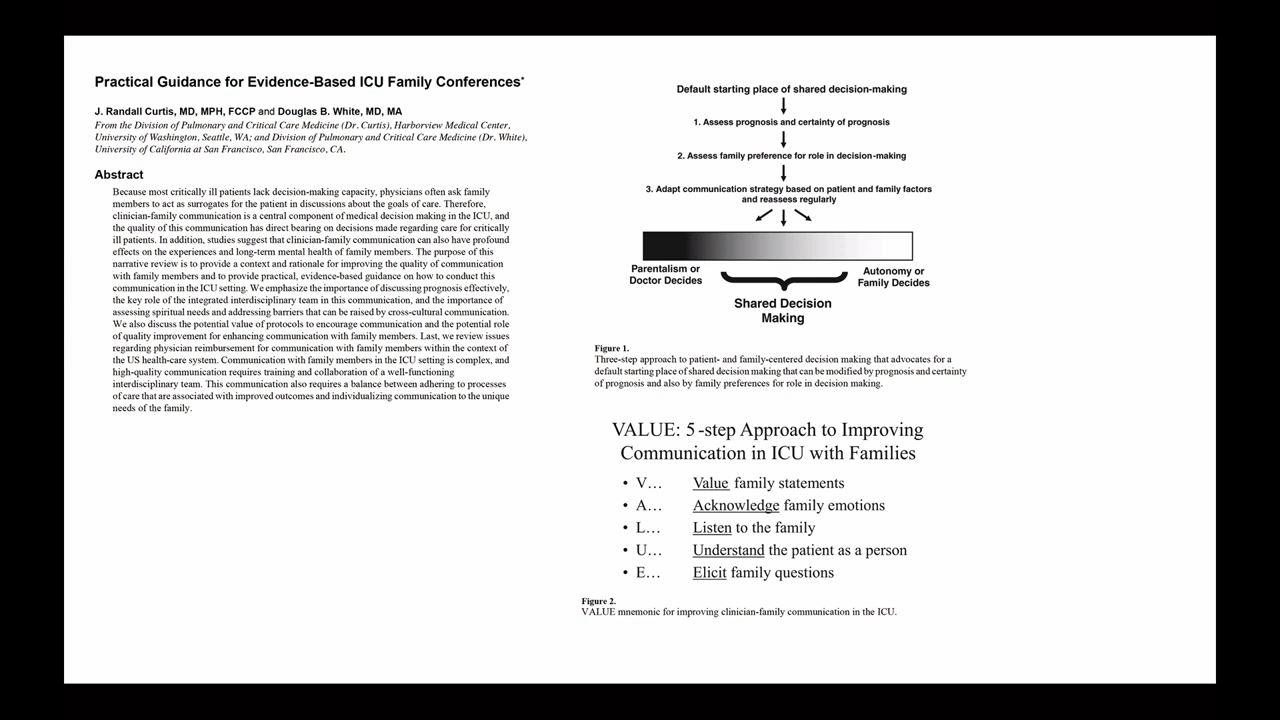 Practical Guidance for Evidence-Based ICU Family Conferences*
J. Randall Curtis, MD, MPH, FCCP and Douglas B. White, MD, MA
From the Division of Pulmonary and Critical Care Medicine (Dr. Curtis), Harborview Medical Center,
University of Washington, Seattle, WA; and Division of Pulmonary and Critical Care Medicine (Dr. White),
University of California at San Francisco, San Francisco, CA.
Abstract
Because most critically ill patients lack decision-making capacity, physicians often ask family
members to act as surrogates for the patient in discussions about the goals of care. Therefore,
clinician-family communication is a central component of medical decision making in the ICU, and
the quality of this communication has direct bearing on decisions made regarding care for critically
ill patients. In addition, studies suggest that clinician-family communication can also have profound
effects on the experiences and long-term mental health of family members. The purpose of this
narrative review is to provide a context and rationale for improving the quality of communication
with family members and to provide practical, evidence-based guidance on how to conduct this
communication in the ICU setting. We emphasize the importance of discussing prognosis effectively,
the key role of the integrated interdisciplinary team in this communication, and the importance of
assessing spiritual needs and addressing barriers that can be raised by cross-cultural communication.
We also discuss the potential value of protocols to encourage communication and the potential role
of quality improvement for enhancing communication with family members. Last, we review issues
regarding physician reimbursement for communication with family members within the context of
the US health-care system. Communication with family members in the ICU setting is complex, and
high-quality communication requires training and collaboration of a well-functioning
interdisciplinary team. This communication also requires a balance between adhering to processes
of care that are associated with improved outcomes and individualizing communication to the unique
needs of the family.
Default starting place of shared decision-making
1. Assess prognosis and certainty of prognosis
2. Assess family preference for role in decision-making
3. Adapt communication strategy based on patient and family factors
and reassess regularly
Parentalism or
Doctor Decides
Autonomy or
Family Decides
Shared Decision
Making
Figure 1.
Three-step approach to patient- and family-centered decision making that advocates for a
default starting place of shared decision making that can be modified by prognosis and certainty
of prognosis and also by family preferences for role in decision making.
VALUE: 5-step Approach to Improving
Communication in ICU with Families
• V… Value family statements
• A… Acknowledge family emotions
• L… Listen to the family
• U… Understand the patient as a person
• E… Elicit family questions
Figure 2.
VALUE mnemonic for improving clinician-family communication in the ICU.